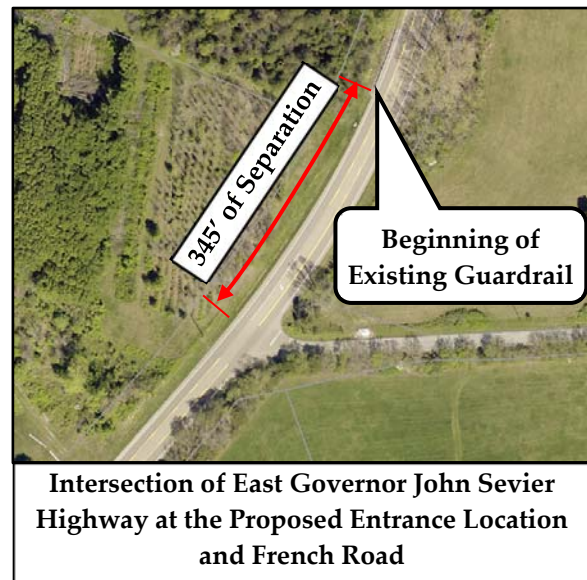 345' of Separation
Beginning of
Existing Guardrail
Intersection of East Governor John Sevier
Highway at the Proposed Entrance Location
and French Road